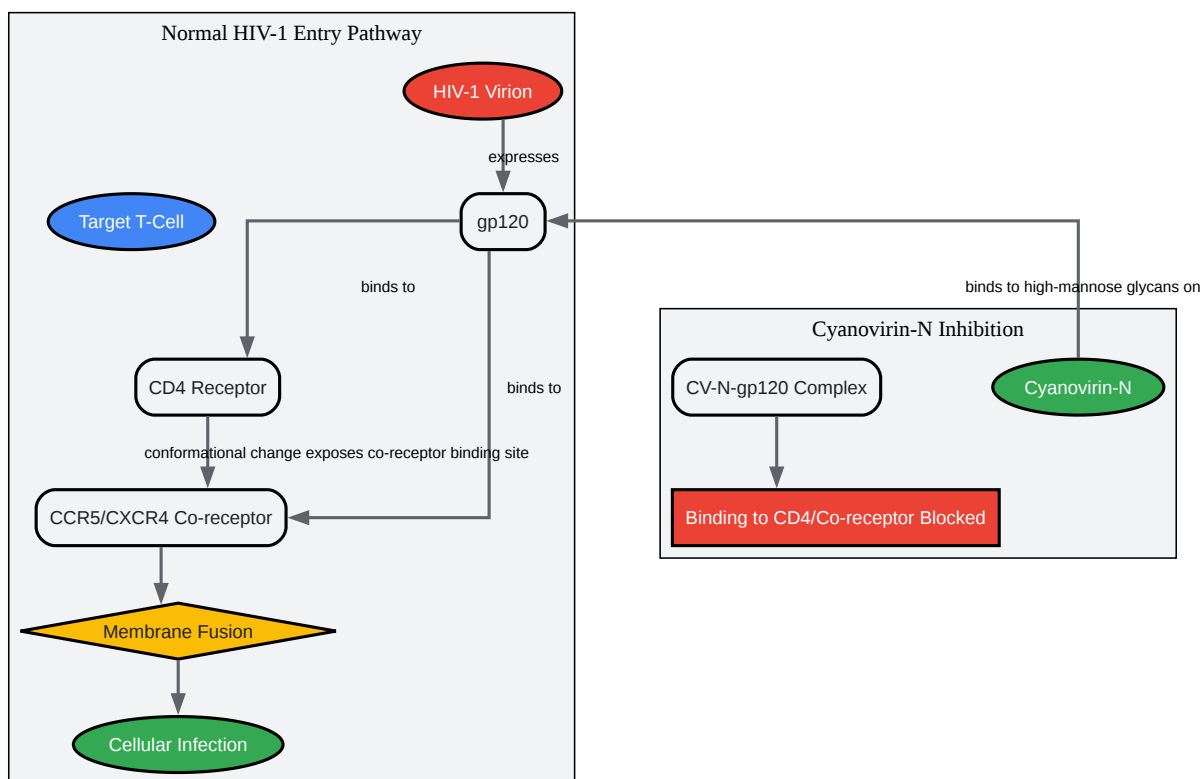 Normal HIV-1 Entry Pathway
HIV-1 Virion
expresses
Target T-Cell
gp120
binds to
binds to high-mannose glycans on
Cyanovirin-N Inhibition
CD4 Receptor
binds to
CV-N-gp120 Complex
Cyanovirin-N
conformational change exposes co-receptor binding site
CCR5/CXCR4 Co-receptor
Binding to CD4/Co-receptor Blocked
Membrane Fusion
Cellular Infection